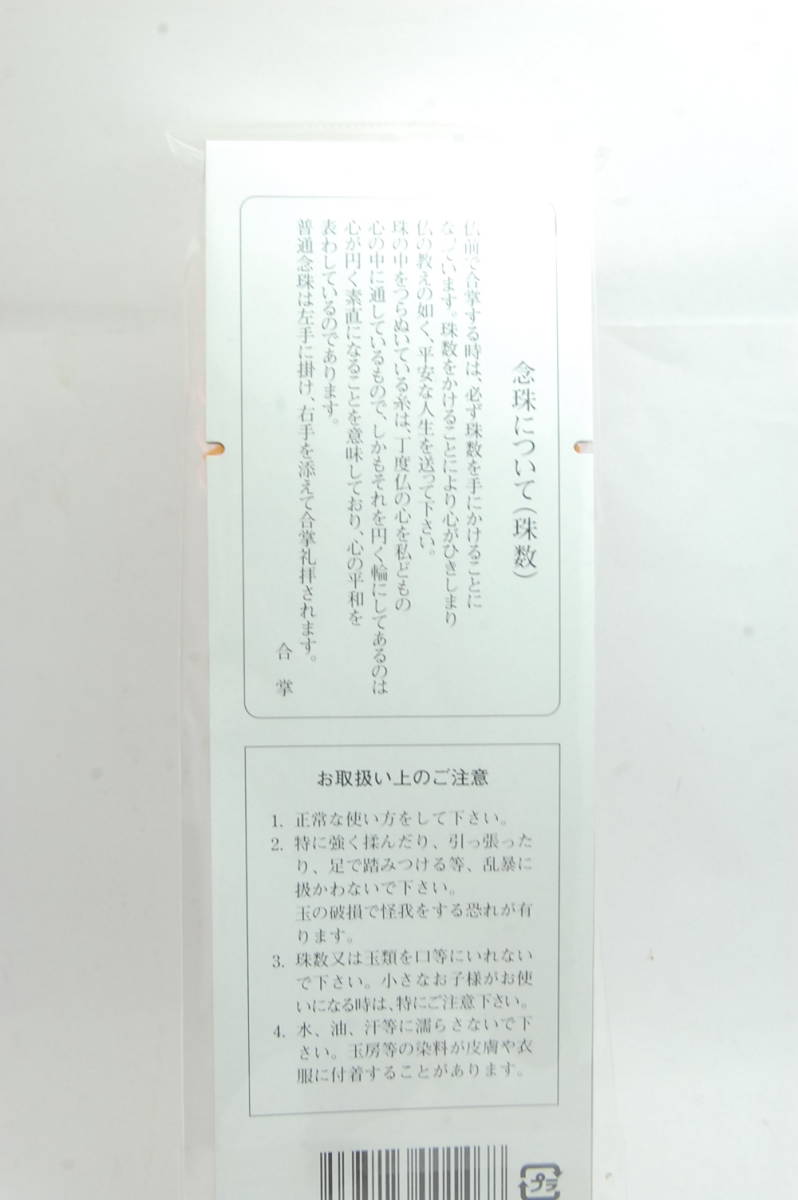 念珠について(珠数)
仏前で合掌する時は、必ず珠数を手にかけることに
なっています。珠数をかけることにより心がひきしまり
仏の教えの如く、平安な人生を送って下さい。
珠の中をつらぬいている糸は、丁度仏の心を私どもの
心の中に通しているもので、しかもそれを円く輪にしてあるのは
心が円く素直になることを意味しており、心の平和を
表わしているのであります。
普通念珠は左手に掛け、右手を添えて合掌礼拝されます。
合掌
お取扱い上のご注意
1. 正常な使い方をして下さい。
2. 特に強く揉んだり、引っ張った
り、足で踏みつける等、乱暴に
扱かわないで下さい。
玉の破損で怪我をする恐れが有
ります。
3. 珠数又は玉類を口等にいれない
で下さい。小さなお子様がお使
いになる時は、特にご注意下さい。
4. 水、油、汗等に濡らさないで下
さい。玉房等の染料が皮膚や衣
服に付着することがあります。
プラ